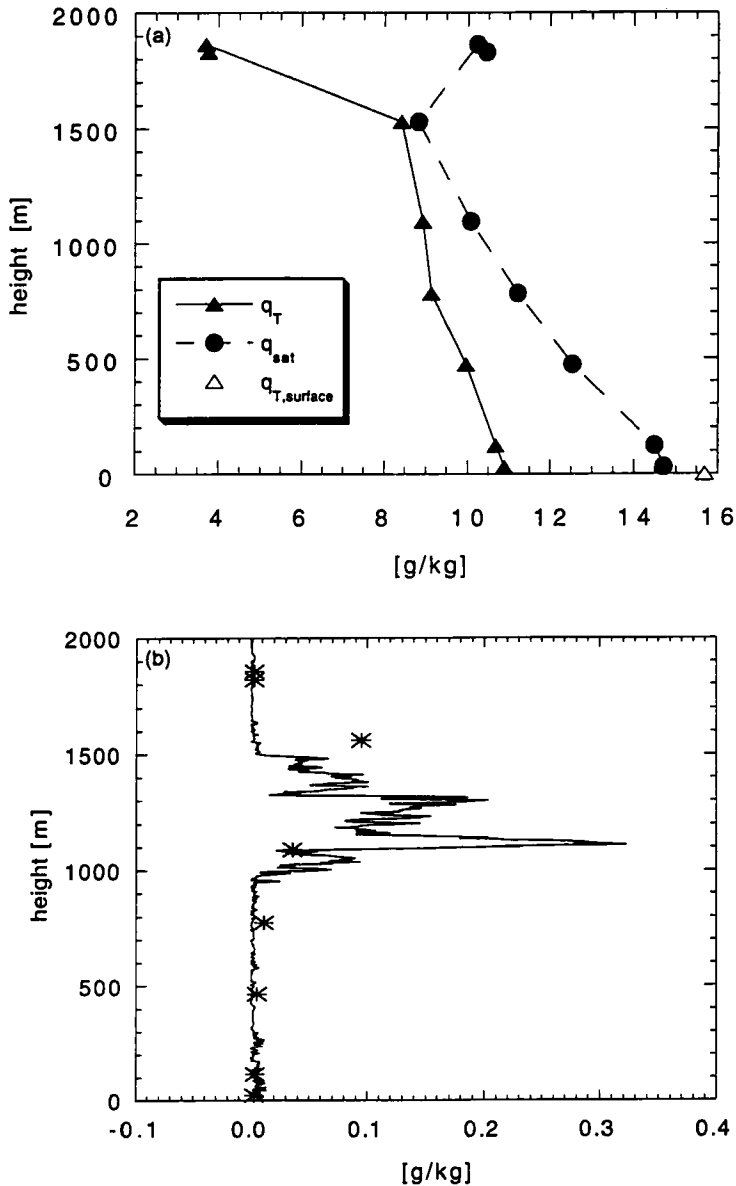 2000
(a)
1500
1000
500
0
height [m]
q_T
q_sat
q_T,surface
2 4 6 8 10 12 14 16
[g/kg]
2000
(b)
1500
1000
500
0
height [m]
-0.1 0.0 0.1 0.2 0.3 0.4
[g/kg]